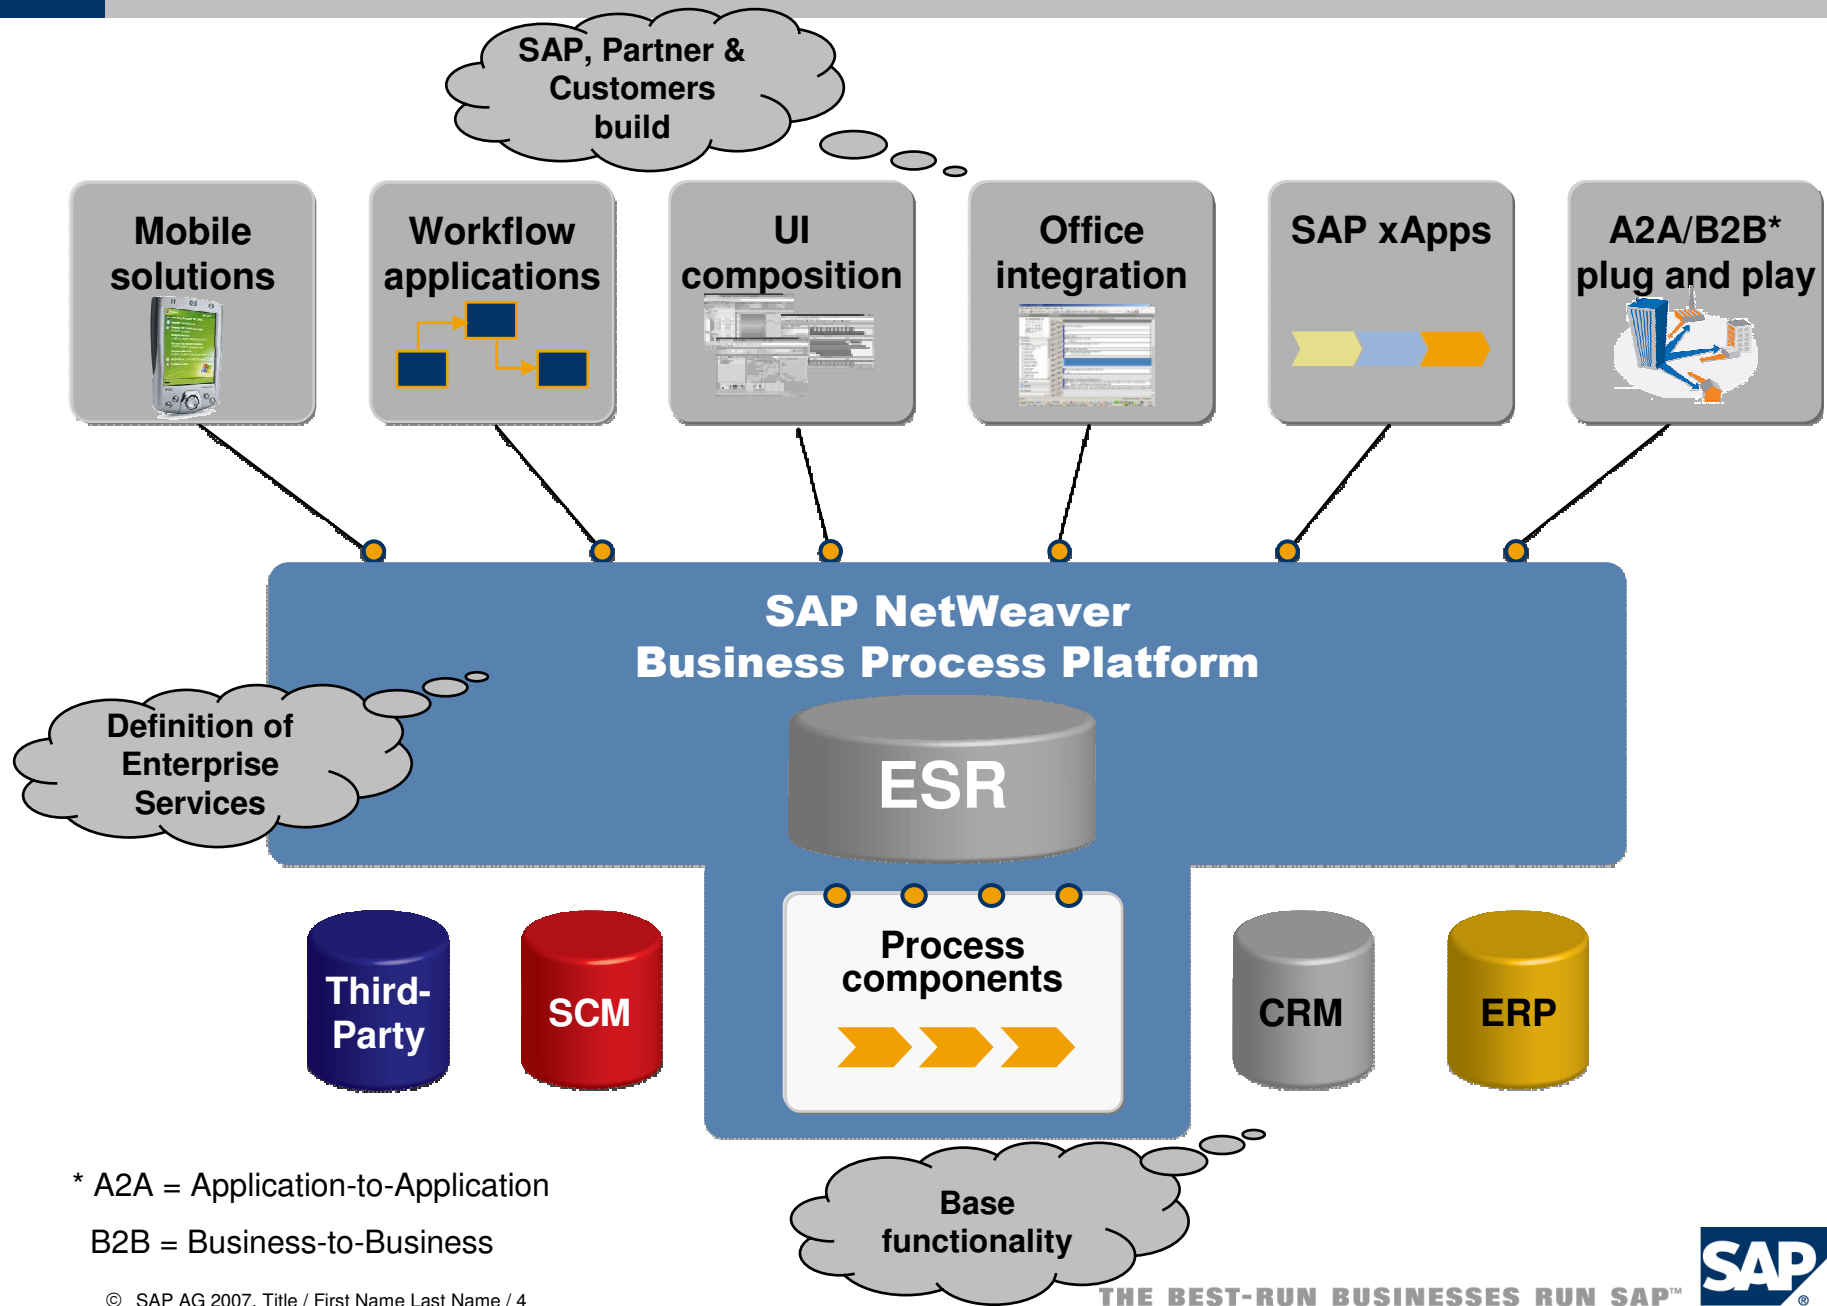 SAP, Partner &
Customers
build
Mobile
solutions
Workflow
applications
UI
composition
Office
integration
SAP xApps
A2A/B2B*
plug and play
SAP NetWeaver
Business Process Platform
Definition of
Enterprise
Services
ESR
Third-
Party
SCM
Process
components
CRM
ERP
* A2A = Application-to-Application
B2B = Business-to-Business
Base
functionality
© SAP AG 2007, Title / First Name Last Name / 4
THE BEST-RUN BUSINESSES RUN SAP™
SAP®